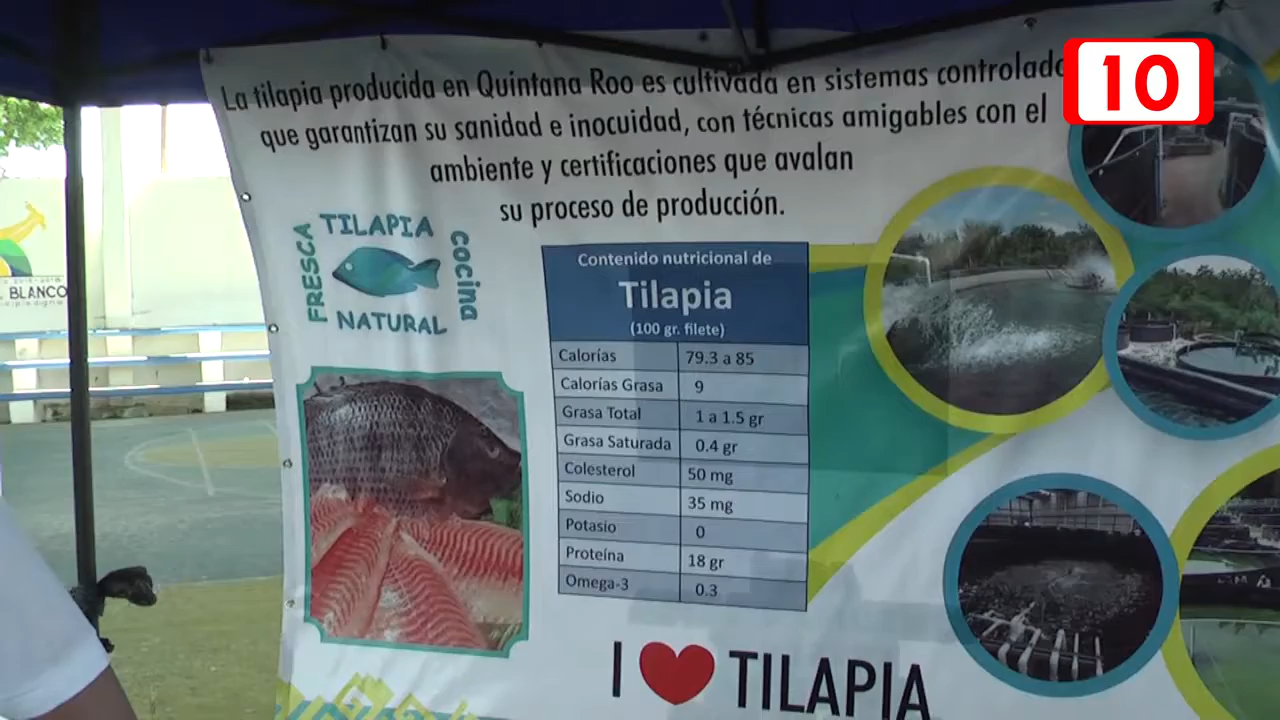 La tilapia producida en Quintana Roo es cultivada en sistemas controlado
que garantizan su sanidad e inocuidad, con técnicas amigables con el
ambiente y certificaciones que avalan
su proceso de producción.
10
FRESCA
TILAPIA
COCINA
NATURAL
BLANCO
Contenido nutricional de
Tilapia
(100 gr. filete)
Calorías 79.3 a 85
Calorías Grasa 9
Grasa Total 1 a 1.5 gr
Grasa Saturada 0.4 gr
Colesterol 50 mg
Sodio 35 mg
Potasio 0
Proteína 18 gr
Omega-3 0.3
I ❤ TILAPIA